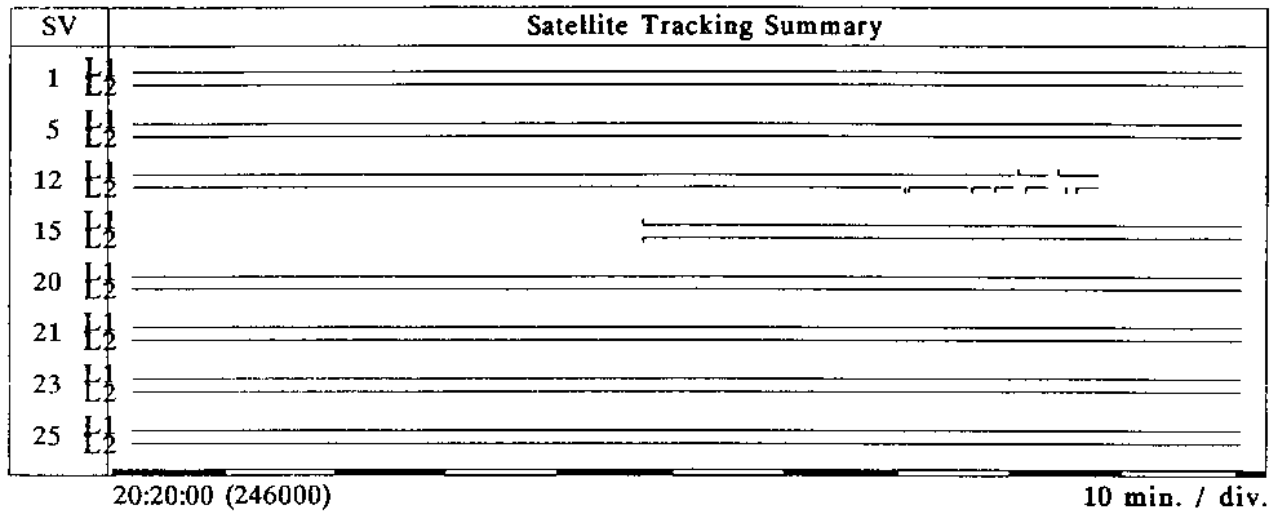 SV Satellite Tracking Summary
1 L1
L2
5 L1
L2
12 L1
L2
15 L1
L2
20 L1
L2
21 L1
L2
23 L1
L2
25 L1
L2
20:20:00 (246000) 10 min. / div.